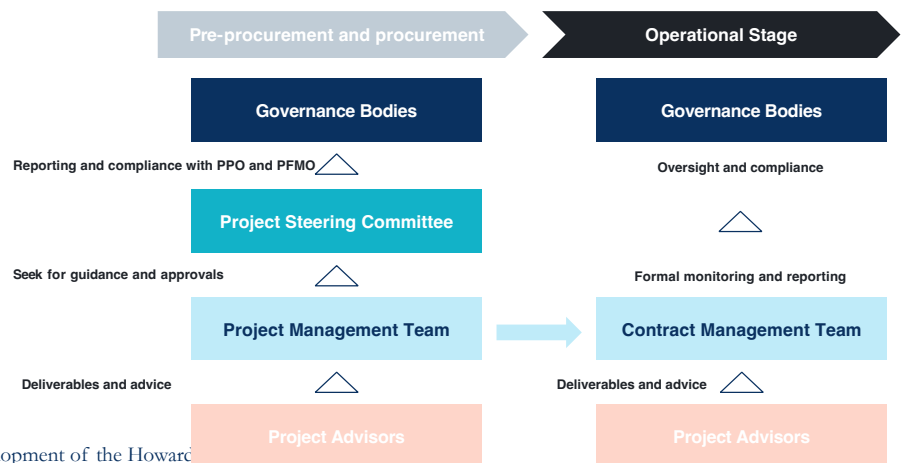 Pre-procurement and procurement
Operational Stage
Governance Bodies
Governance Bodies
Reporting and compliance with PPO and PFMO
Oversight and compliance
Project Steering Committee
Seek for guidance and approvals
Formal monitoring and reporting
Project Management Team
Contract Management Team
Deliverables and advice
Deliverables and advice
Project Advisors
Project Advisors
of the Howard